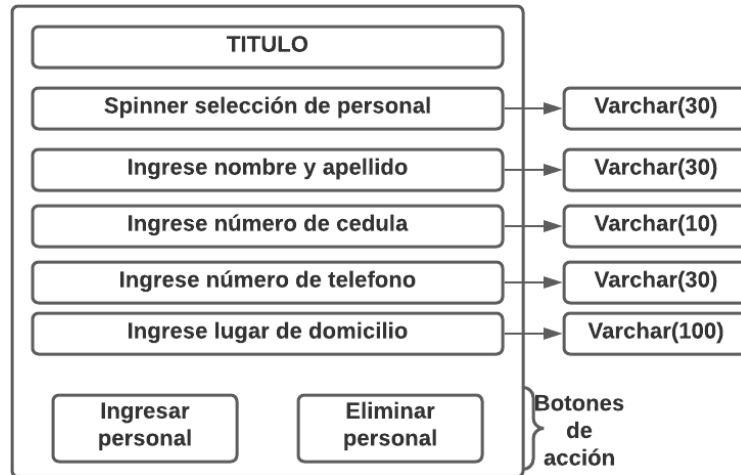 TITULO
Spinner selección de personal
Varchar(30)
Ingrese nombre y apellido
Varchar(30)
Ingrese número de cedula
Varchar(10)
Ingrese número de telefono
Varchar(30)
Ingrese lugar de domicilio
Varchar(100)
Ingresar
personal
Eliminar
personal
Botones
de
acción